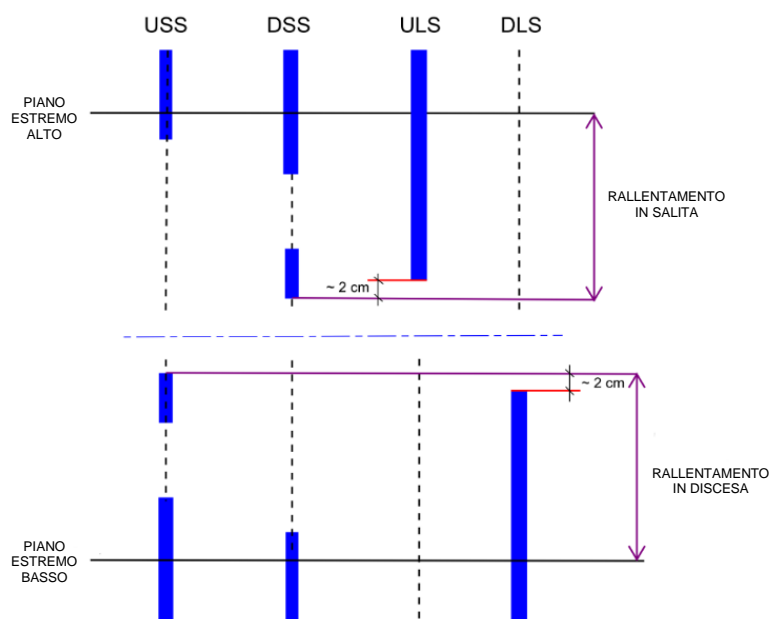 USS DSS ULS DLS
PIANO
ESTREMO
ALTO
RALLENTAMENTO
IN SALITA
~ 2 cm
~ 2 cm
RALLENTAMENTO
IN DISCESA
PIANO
ESTREMO
BASSO